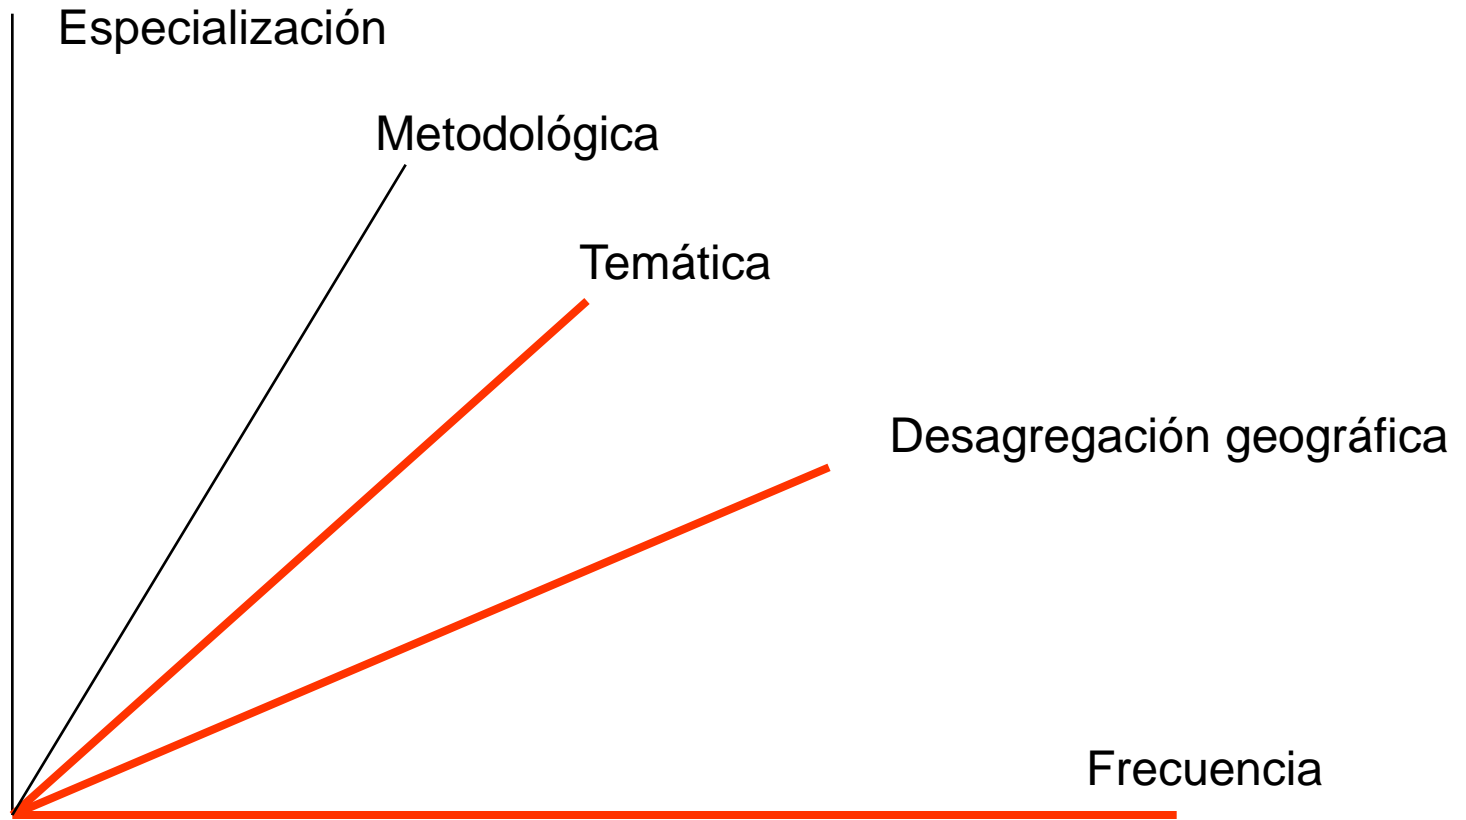 Especialización
Metodológica
Temática
Desagregación geográfica
Frecuencia